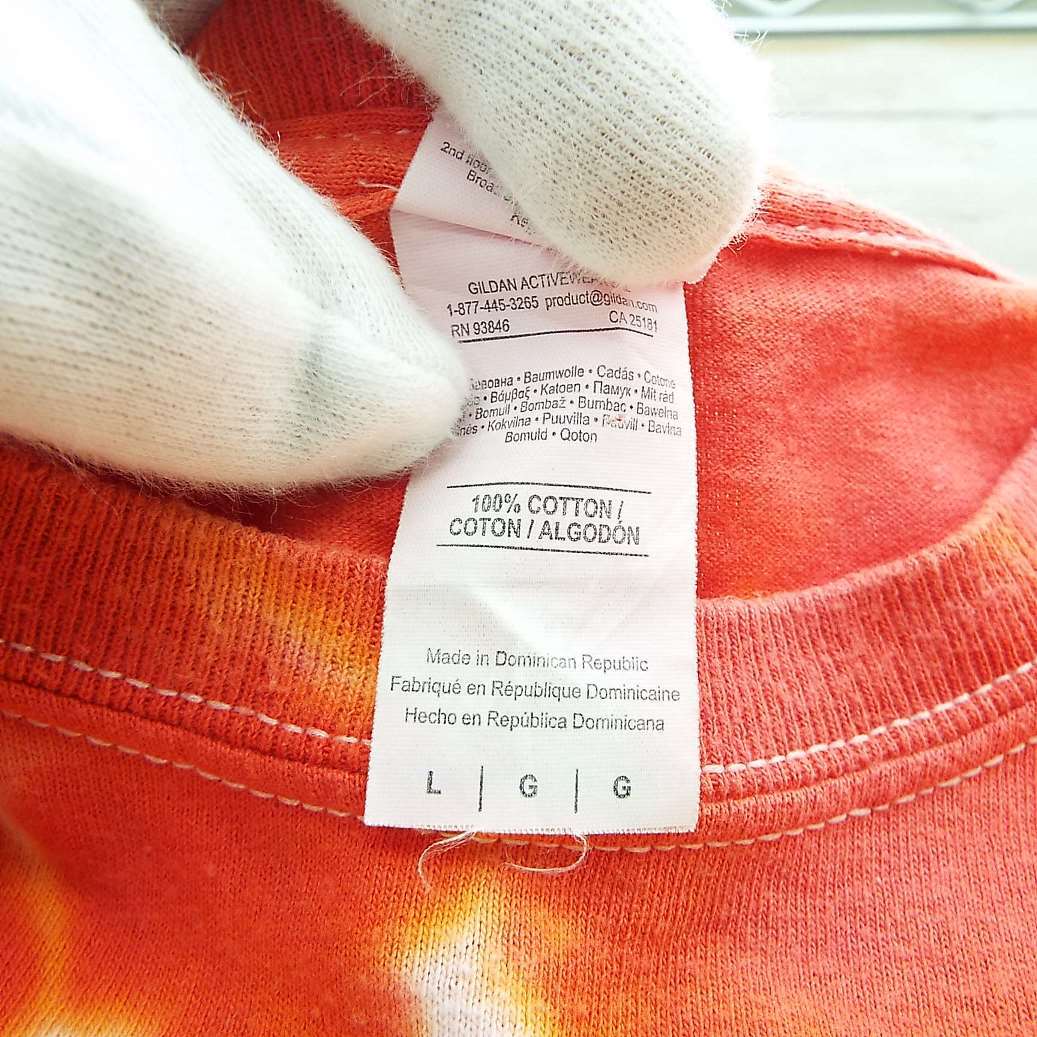 2nd floor
GILDAN ACTIVEWEAR
1-877-445-3265 product@gildan.com
RN 93846 CA 25181
• Baumwolle • Cadás • Cotone
• Βάμβαξ • Katoen • Памук • Mit rád
• Bomull • Bombaž • Bumbac • Bawełna
• Kokvilna • Puuvilla • Bavlna
Bomuld • Qoton
100% COTTON /
COTON / ALGODÓN
Made in Dominican Republic
Fabriqué en République Dominicaine
Hecho en República Dominicana
L | G | G